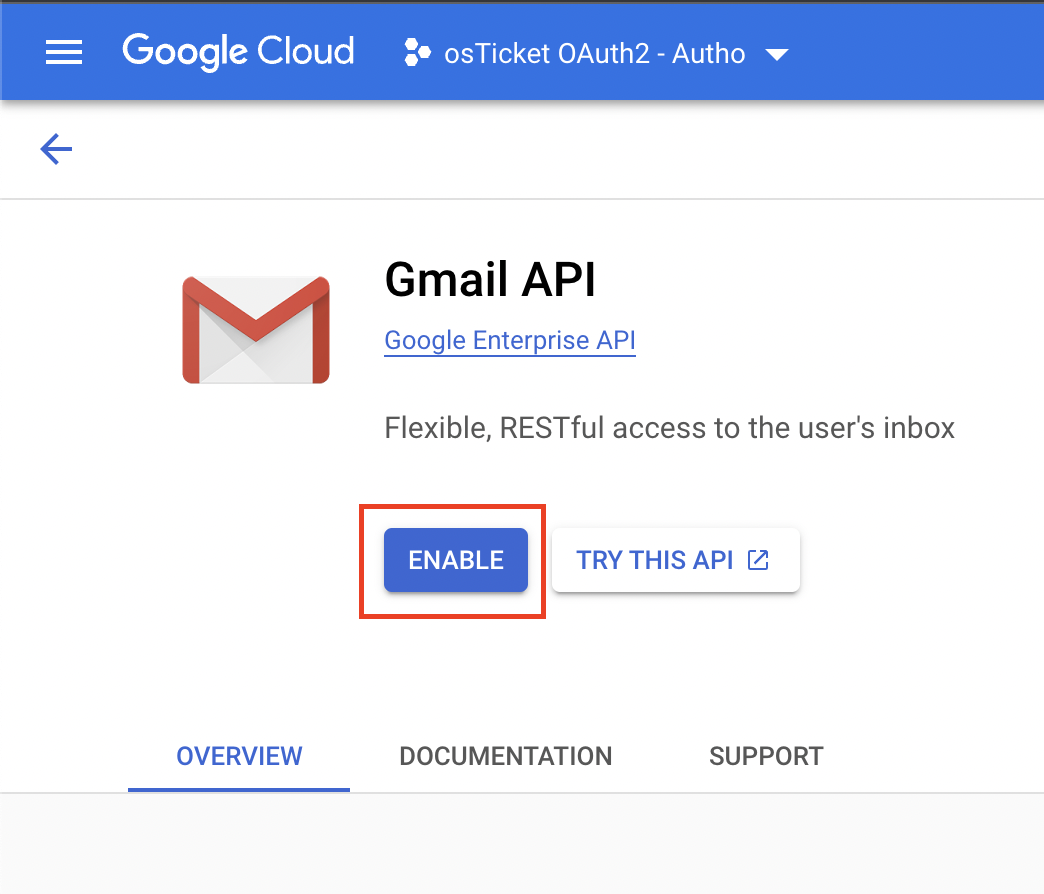 Google Cloud
osTicket OAuth2 - Autho
Gmail API
Google Enterprise API
Flexible, RESTful access to the user's inbox
ENABLE
TRY THIS API
OVERVIEW
DOCUMENTATION
SUPPORT